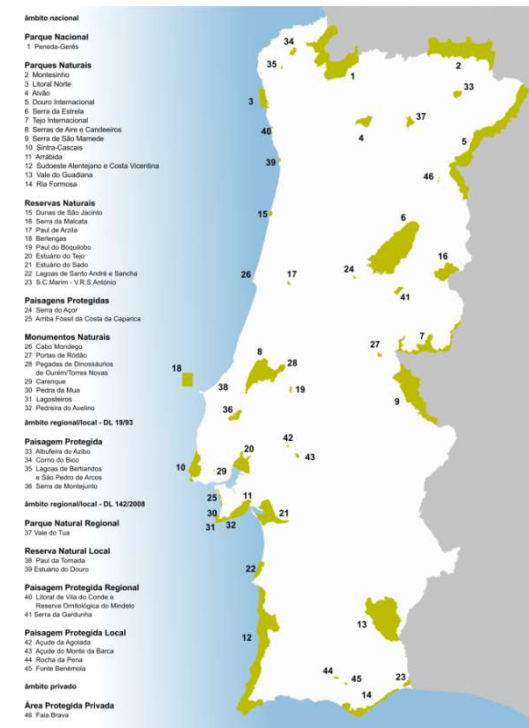 âmbito nacional
Parque Nacional
1 Peneda-Gerês
Parques Naturais
2 Montesinho
3 Litoral Norte
4 Alvão
5 Douro Internacional
6 Serra da Estrela
7 Tejo Internacional
8 Serras de Aire e Candeeiros
9 Serra de São Mamede
10 Sintra-Cascais
11 Arrábida
12 Sudoeste Alentejano e Costa Vicentina
13 Vale do Guadiana
14 Ria Formosa
Reservas Naturais
15 Dunas de São Jacinto
16 Serra da Malcata
17 Paul de Arzila
18 Berlengas
19 Paul do Boquilobo
20 Estuário do Tejo
21 Estuário do Sado
22 Lagoas de Santo André e Sancha
23 S.C.Marim - V.R.S.António
Paisagens Protegidas
24 Serra do Açor
25 Arriba Fóssil da Costa da Caparica
Monumentos Naturais
26 Cabo Mondego
27 Portas de Ródão
28 Pegadas de Dinossáurios
de Ourém/Torres Novas
29 Carenque
30 Pedra da Mua
31 Lagosteiros
32 Pedreira do Avelino
âmbito regional/local - DL 19/93
Paisagem Protegida
33 Albufeira do Azibo
34 Corno do Bico
35 Lagoas de Bertiandos
e São Pedro de Arcos
36 Serra de Montejunto
âmbito regional/local - DL 142/2008
Parque Natural Regional
37 Vale do Tua
Reserva Natural Local
38 Paul da Tornada
39 Estuário do Douro
Paisagem Protegida Regional
40 Litoral de Vila do Conde e
Reserva Ornitológica do Mindelo
41 Serra da Gardunha
Paisagem Protegida Local
42 Açude da Agolada
43 Açude do Monte da Barca
44 Rocha da Pena
45 Fonte Benémola
âmbito privado
Área Protegida Privada
46 Faia Brava
34
35
1
2
33
3
40
4
37
5
39
46
15
6
26
17
24
16
41
27
7
18
8
28
38
19
9
36
42
20
43
10
29
25
11
30
21
31
32
22
12
13
44
45
23
14